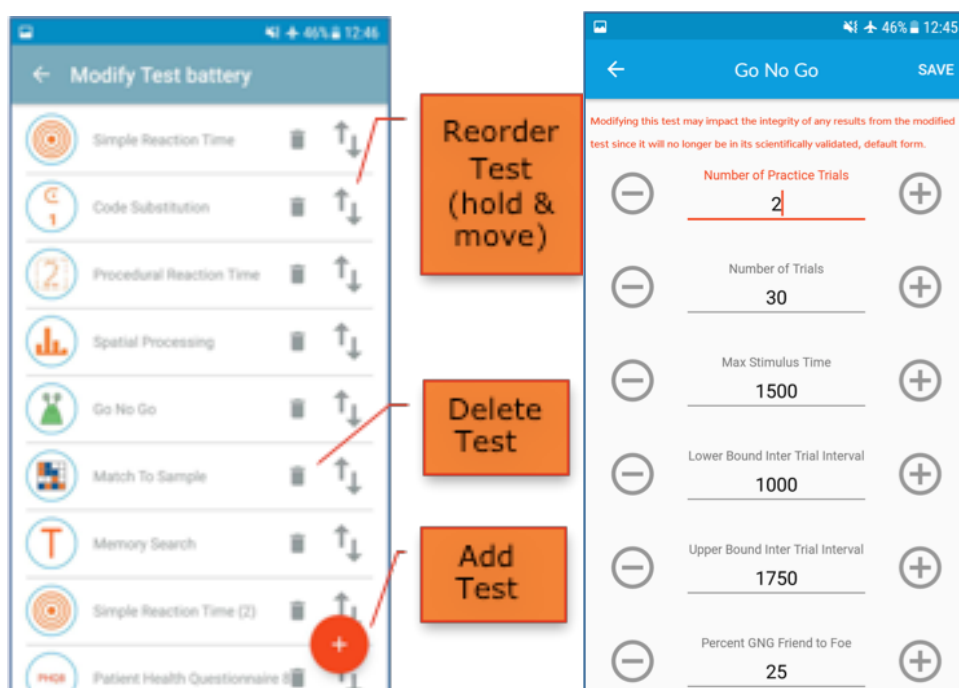 46% 12:46
Modify Test battery
Simple Reaction Time
C
1
Code Substitution
2
Procedural Reaction Time
Spatial Processing
Go No Go
Match To Sample
T
Memory Search
Simple Reaction Time (2)
+
PHQ8
Patient Health Questionnaire 8
Reorder
Test
(hold &
move)
Delete
Test
Add
Test
46% 12:45
Go No Go
SAVE
Modifying this test may impact the integrity of any results from the modified
test since it will no longer be in its scientifically validated, default form.
Number of Practice Trials
2
Number of Trials
30
Max Stimulus Time
1500
Lower Bound Inter Trial Interval
1000
Upper Bound Inter Trial Interval
1750
Percent GNG Friend to Foe
25